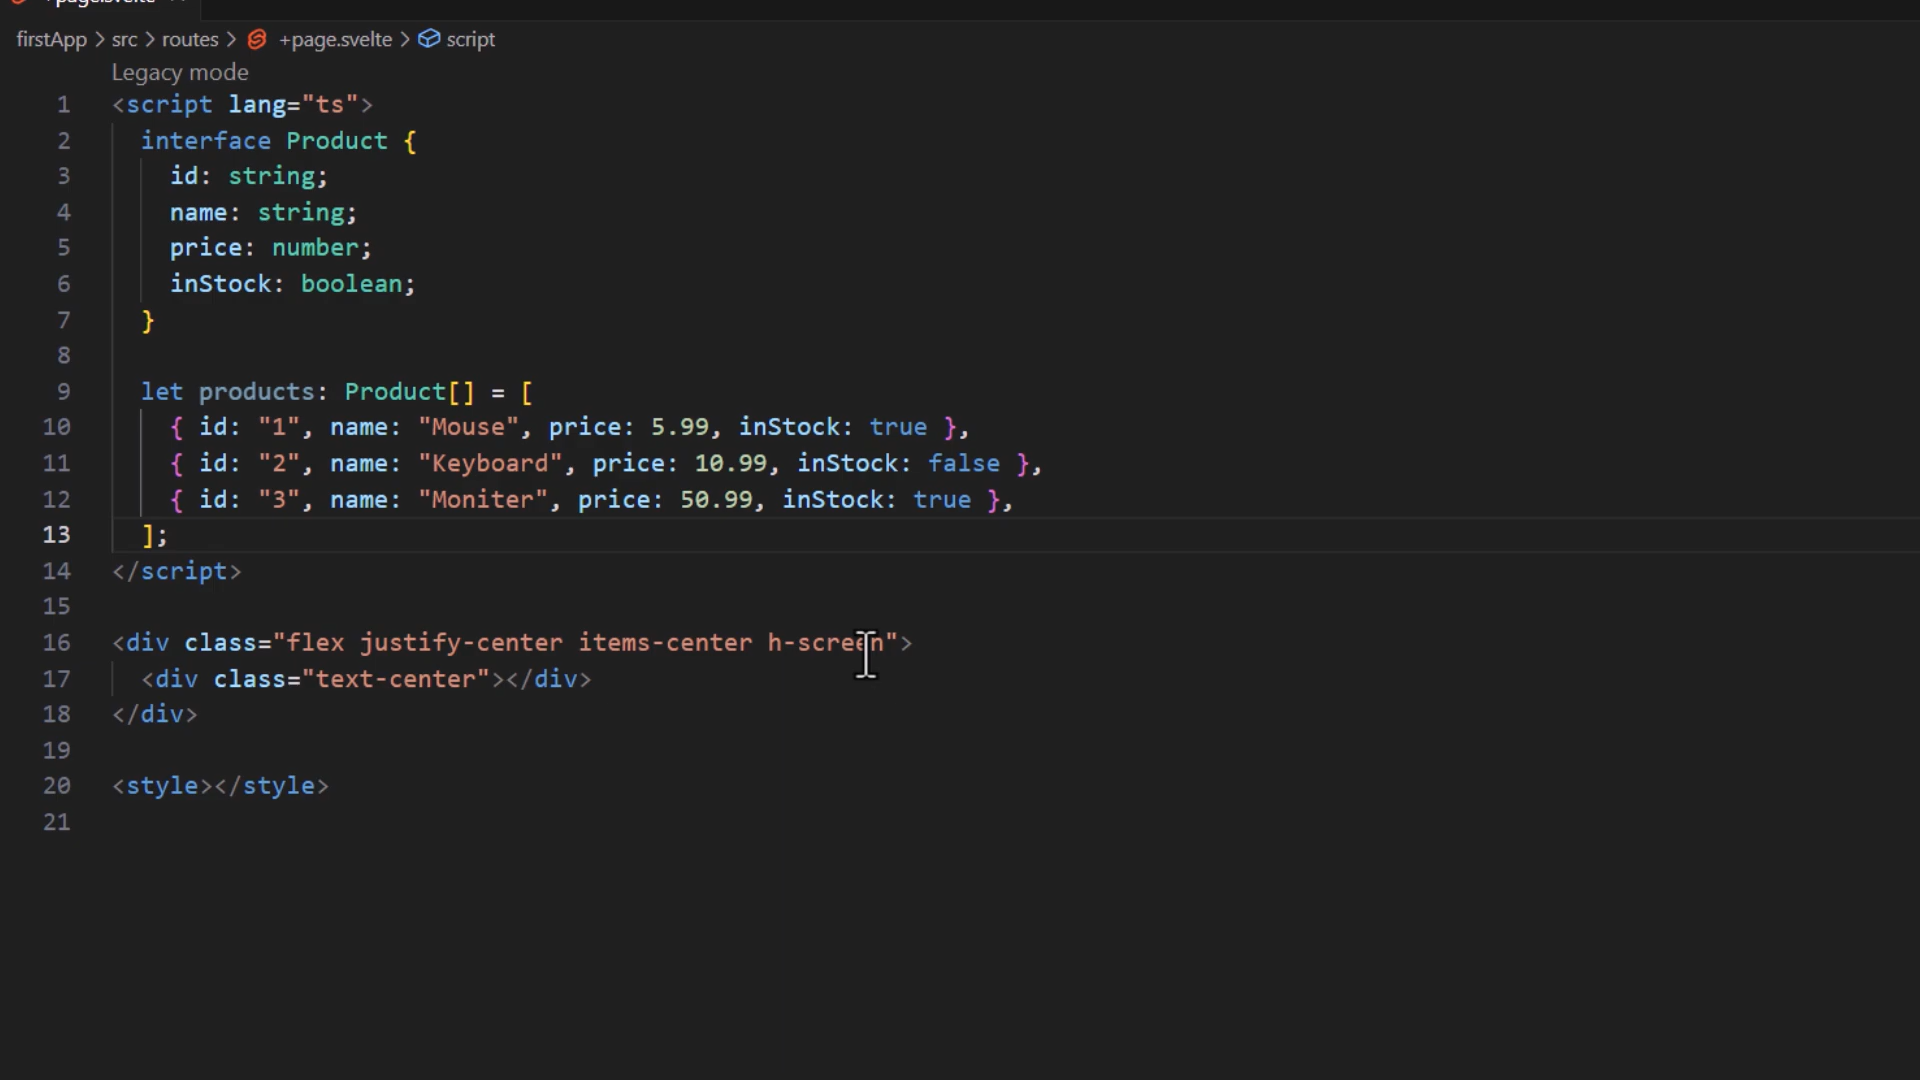 firstApp > src > routes > +page.svelte > script
Legacy mode
1 <script lang="ts">
2 interface Product {
3 id: string;
4 name: string;
5 price: number;
6 inStock: boolean;
7 }
8
9 let products: Product[] = [
10 { id: "1", name: "Mouse", price: 5.99, inStock: true },
11 { id: "2", name: "Keyboard", price: 10.99, inStock: false },
12 { id: "3", name: "Moniter", price: 50.99, inStock: true },
13 ];
14 </script>
15
16 <div class="flex justify-center items-center h-screen">
17 <div class="text-center"></div>
18 </div>
19
20 <style></style>
21